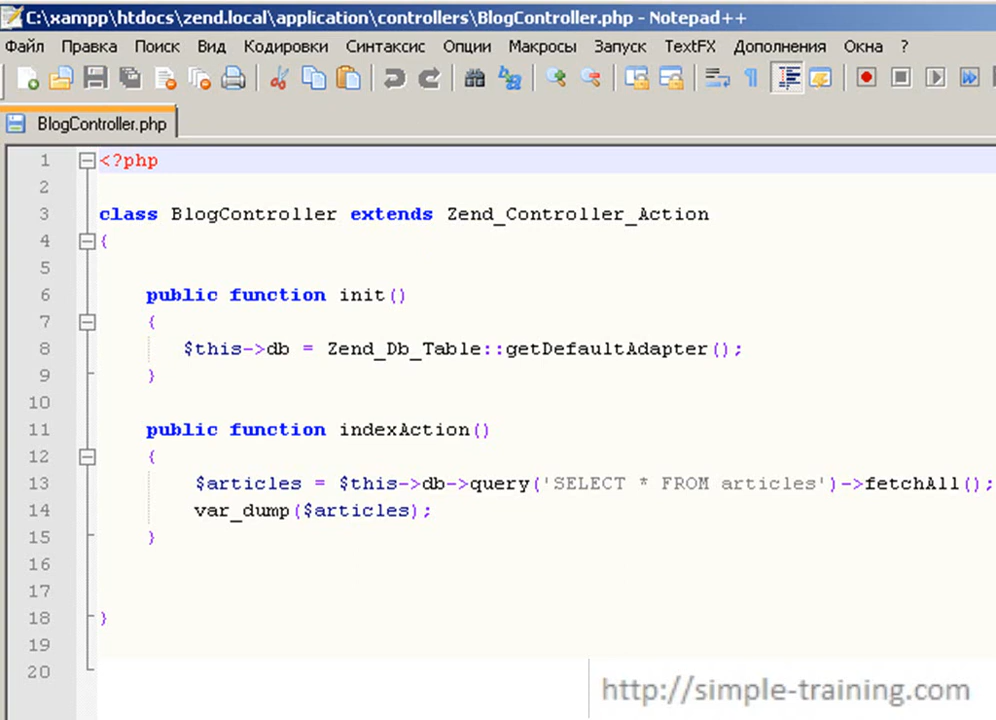 C:\xampp\htdocs\zend.local\application\controllers\BlogController.php - Notepad++
Файл Правка Поиск Вид Кодировки Синтаксис Опции Макросы Запуск TextFX Дополнения Окна ?
BlogController.php
1 <?php
2
3 class BlogController extends Zend_Controller_Action
4 {
5
6 public function init()
7 {
8 $this->db = Zend_Db_Table::getDefaultAdapter();
9 }
10
11 public function indexAction()
12 {
13 $articles = $this->db->query('SELECT * FROM articles')->fetchAll();
14 var_dump($articles);
15 }
16
17
18 }
19
20
http://simple-training.com